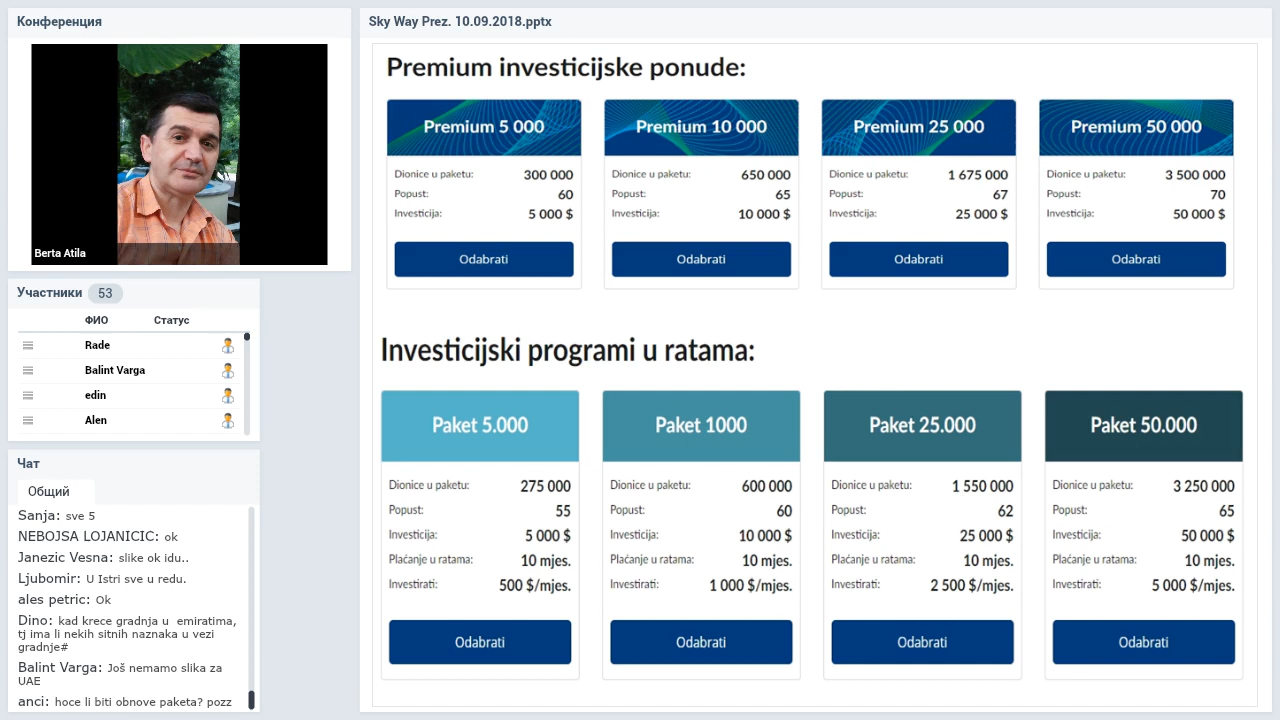 Конференция
Berta Atila
Участники 53
ФИО Статус
Rade
Balint Varga
edin
Alen
Чат
Общий
Sanja: sve 5
NEBOJSA LOJANICIC: ok
Janezic Vesna: slike ok idu..
Ljubomir: U Istri sve u redu.
ales petric: Ok
Dino: kad krece gradnja u emiratima,
tj ima li nekih sitnih naznaka u vezi
gradnje#
Balint Varga: Još nemamo slika za
UAE
anci: hoce li biti obnove paketa? pozz
Sky Way Prez. 10.09.2018.pptx
Premium investicijske ponude:
Premium 5 000
Dionice u paketu: 300 000
Popust: 60
Investicija: 5 000 $
Odabrati
Premium 10 000
Dionice u paketu: 650 000
Popust: 65
Investicija: 10 000 $
Odabrati
Premium 25 000
Dionice u paketu: 1 675 000
Popust: 67
Investicija: 25 000 $
Odabrati
Premium 50 000
Dionice u paketu: 3 500 000
Popust: 70
Investicija: 50 000 $
Odabrati
Investicijski programi u ratama:
Paket 5.000
Dionice u paketu: 275 000
Popust: 55
Investicija: 5 000 $
Plaćanje u ratama: 10 mjes.
Investirati: 500 $/mjes.
Odabrati
Paket 1000
Dionice u paketu: 600 000
Popust: 60
Investicija: 10 000 $
Plaćanje u ratama: 10 mjes.
Investirati: 1 000 $/mjes.
Odabrati
Paket 25.000
Dionice u paketu: 1 550 000
Popust: 62
Investicija: 25 000 $
Plaćanje u ratama: 10 mjes.
Investirati: 2 500 $/mjes.
Odabrati
Paket 50.000
Dionice u paketu: 3 250 000
Popust: 65
Investicija: 50 000 $
Plaćanje u ratama: 10 mjes.
Investirati: 5 000 $/mjes.
Odabrati